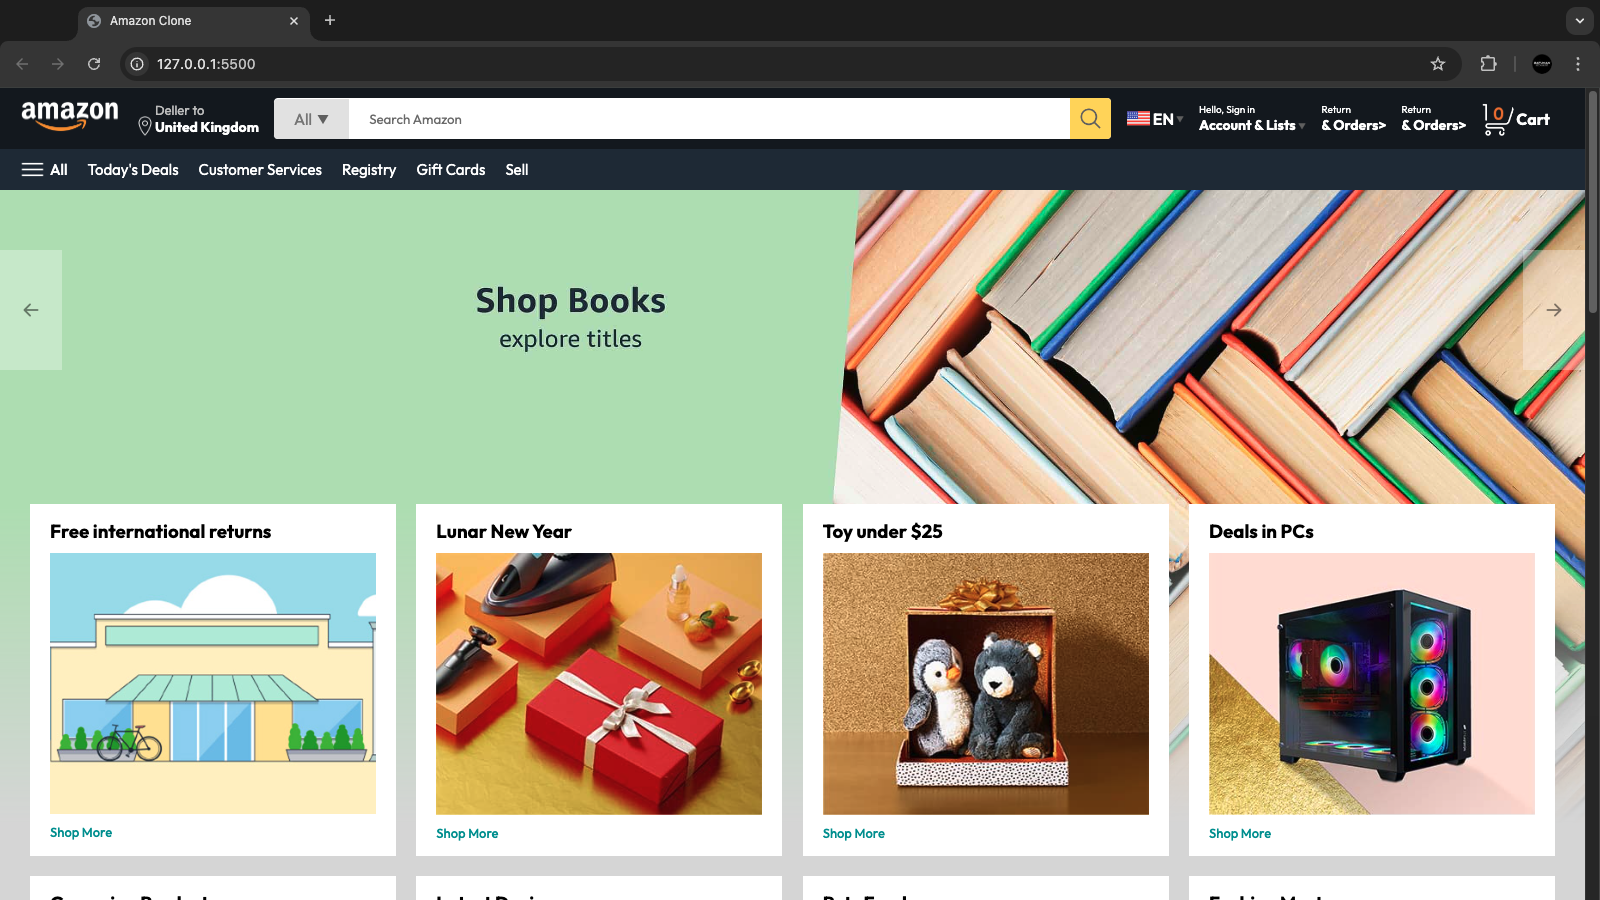 Amazon Clone
127.0.0.1:5500
amazon
Deller to
United Kingdom
All ▼
Search Amazon
EN
Hello, Sign in
Account & Lists
Return
& Orders>
Return
& Orders>
0
Cart
All
Today's Deals
Customer Services
Registry
Gift Cards
Sell
Shop Books
explore titles
Free international returns
Lunar New Year
Toy under $25
Deals in PCs
Shop More
Shop More
Shop More
Shop More